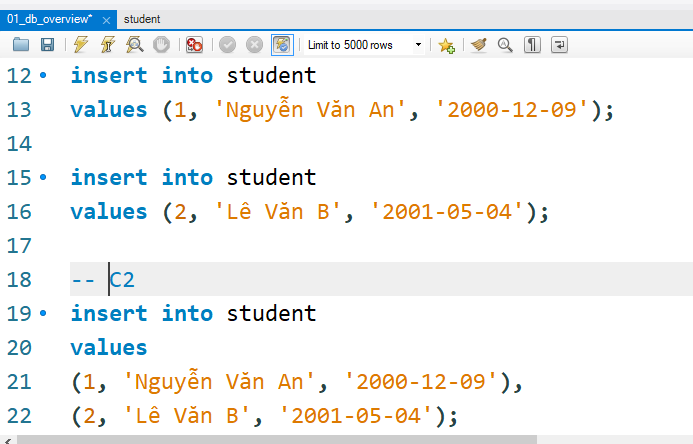 01_db_overview* × student
Limit to 5000 rows
12 insert into student
13 values (1, 'Nguyễn Văn An', '2000-12-09');
14
15 insert into student
16 values (2, 'Lê Văn B', '2001-05-04');
17
18 -- C2
19 insert into student
20 values
21 (1, 'Nguyễn Văn An', '2000-12-09'),
22 (2, 'Lê Văn B', '2001-05-04');